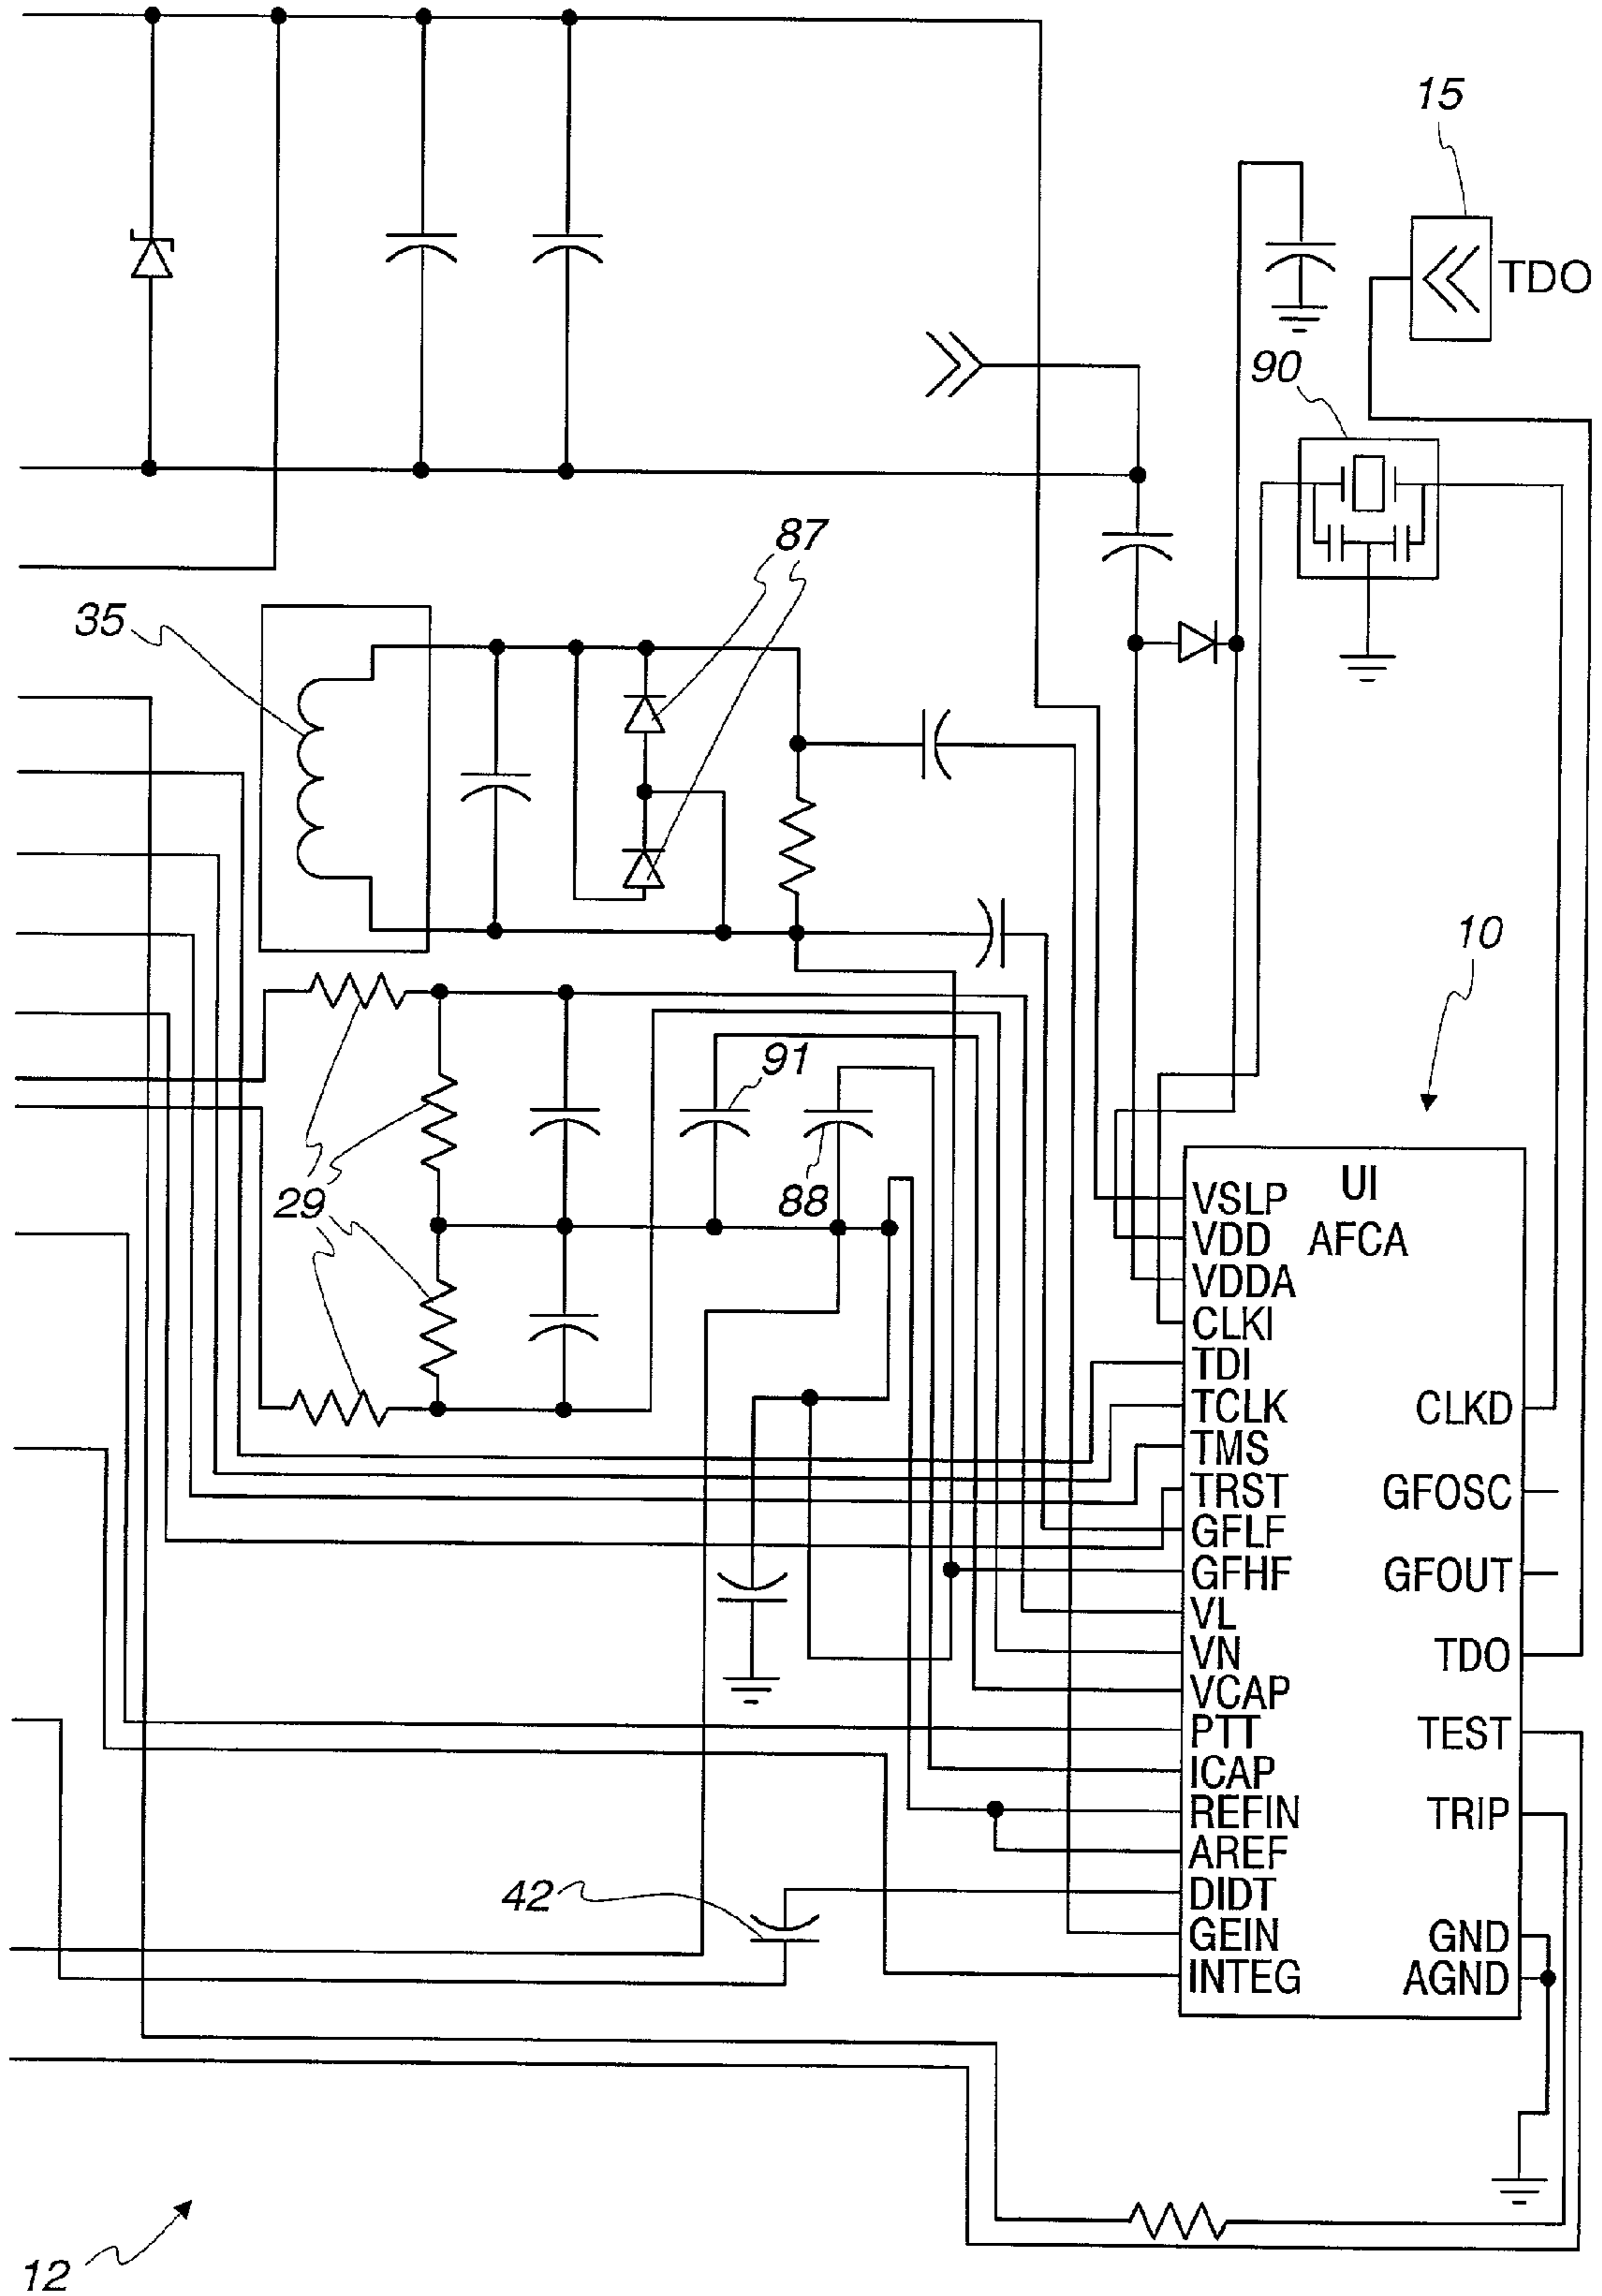 15
TDO
90
87
35
10
91
29
88
UI
AFCA
VSLP
VDD
VDDA
CLKI
TDI
TCLK
TMS
TRST
GFLF
GFHF
VL
VN
VCAP
PTT
ICAP
REFIN
AREF
DIDT
GEIN
INTEG
CLKD
GFOSC
GFOUT
TDO
TEST
TRIP
GND
AGND
42
12